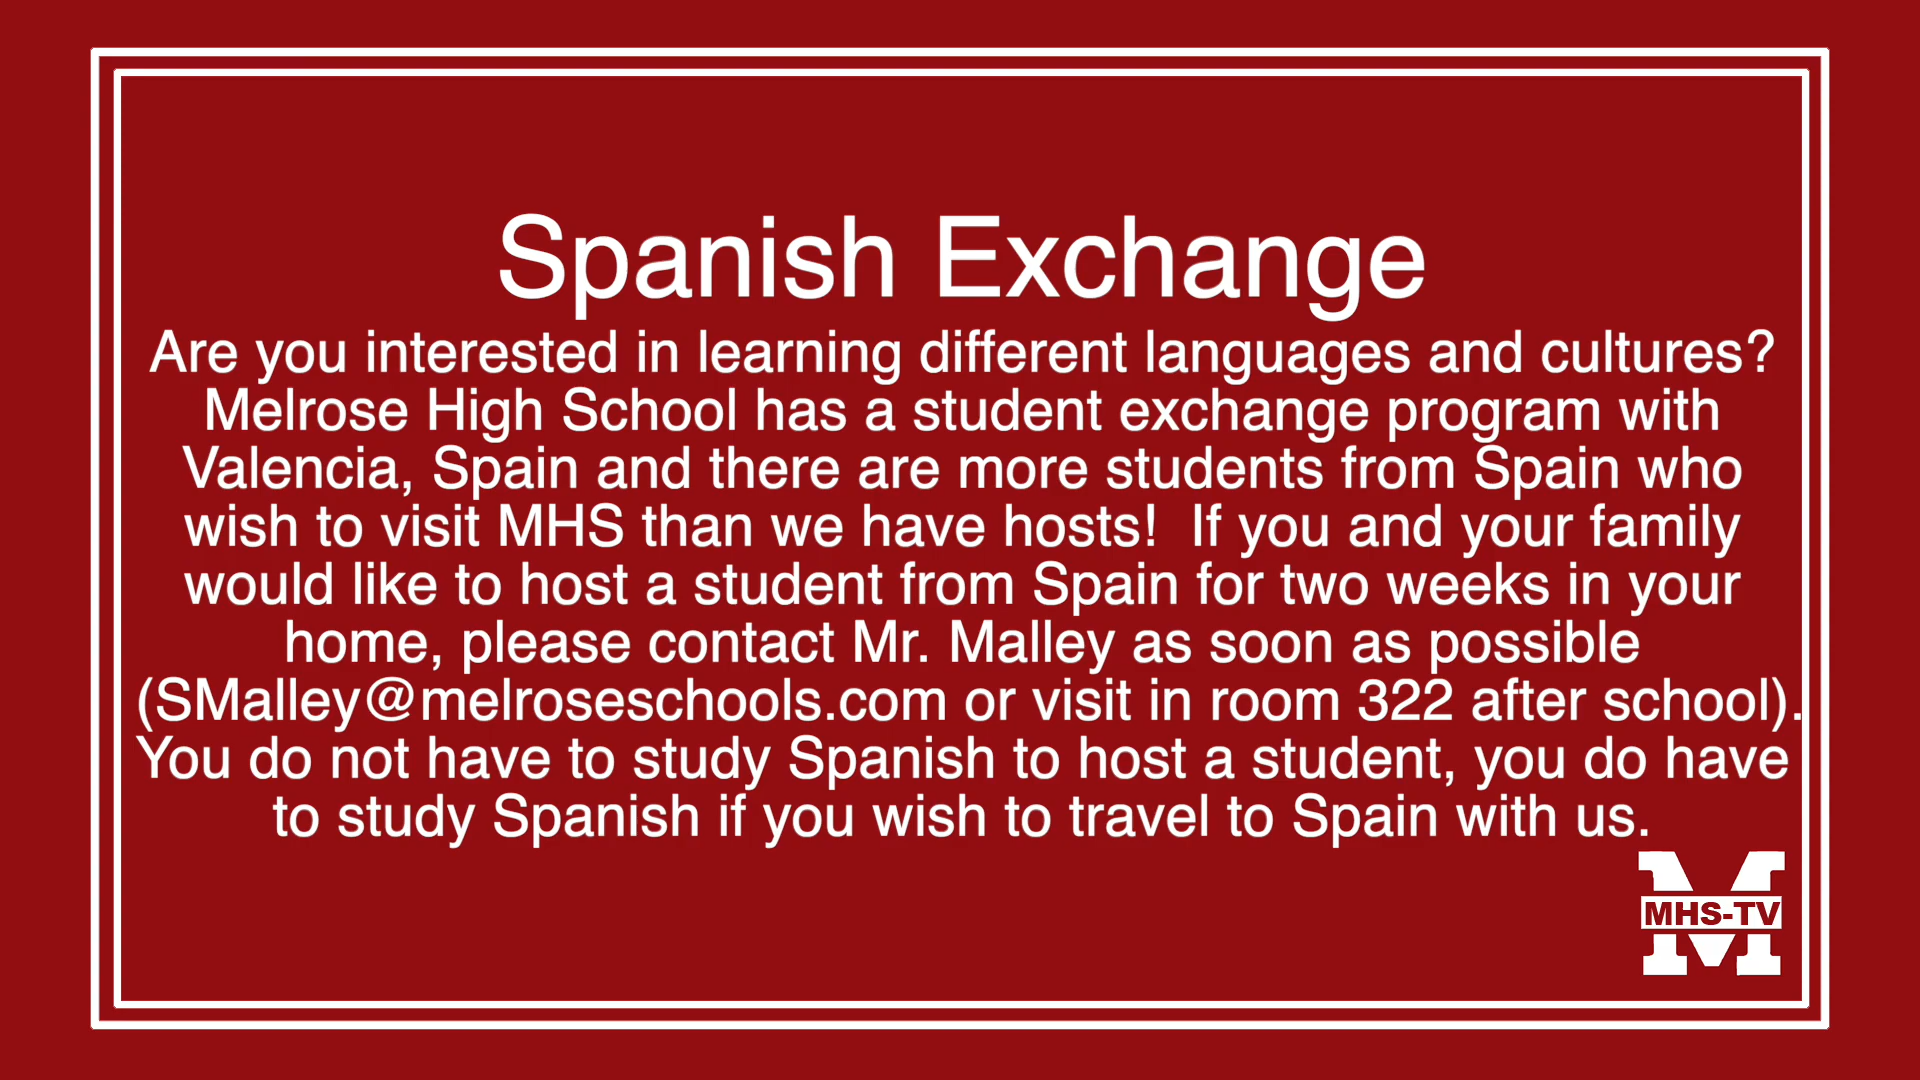 Spanish Exchange
Are you interested in learning different languages and cultures?
Melrose High School has a student exchange program with
Valencia, Spain and there are more students from Spain who
wish to visit MHS than we have hosts!  If you and your family
would like to host a student from Spain for two weeks in your
home, please contact Mr. Malley as soon as possible
(SMalley@melroseschools.com or visit in room 322 after school).
You do not have to study Spanish to host a student, you do have
to study Spanish if you wish to travel to Spain with us.
M
MHS-TV